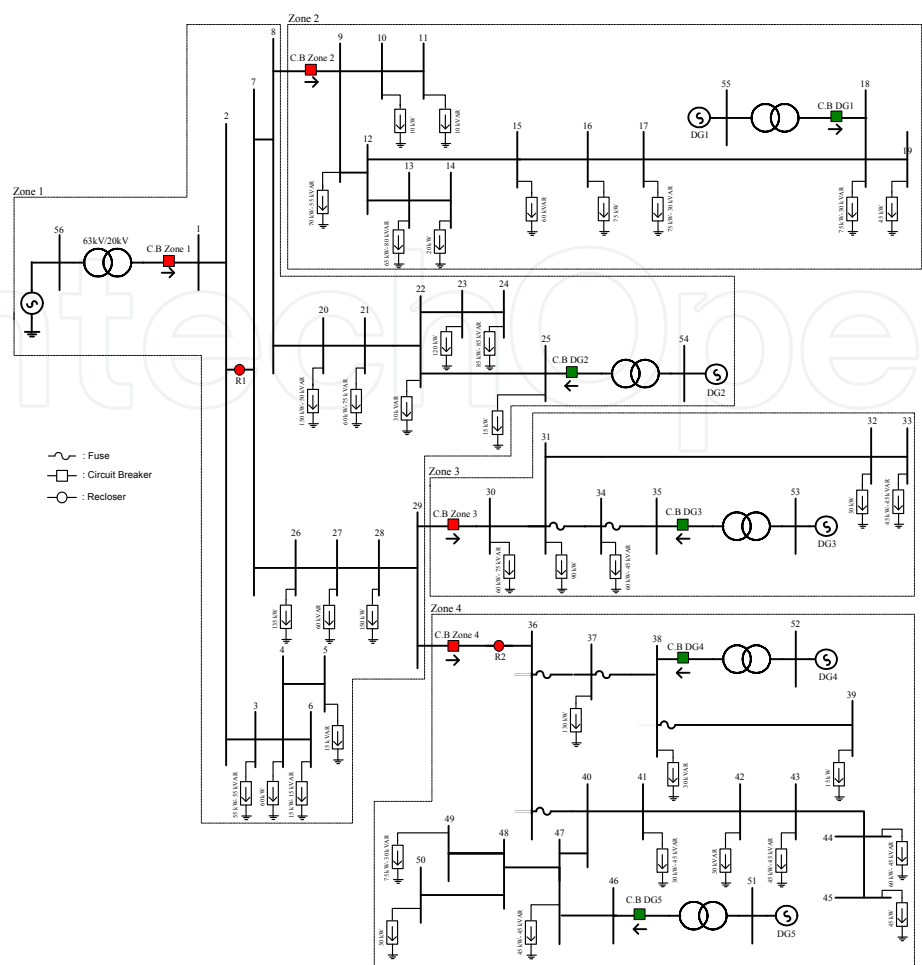 Zone 2
8
9
10
11
C.B Zone 2
7
55
18
C.B DG1
DG1
2
10 kW
10 kVAR
12
15
16
17
19
13
14
Zone 1
70 kW- 55 kVAR
60 kVAR
75 kW
75 kW- 30 kVAR
75 kW- 30 kVAR
45 kW
56
63kV/20kV
C.B Zone 1
1
65 kW- 80 kVAR
20 kW
22
23
24
20
21
25
54
120 kW
85 kW- 85 kVAR
C.B DG2
DG2
R1
150 kW- 50 kVAR
60 kW- 75 kVAR
30 kVAR
15 kW
ntechOpe
: Fuse
: Circuit Breaker
: Recloser
31
32
33
Zone 3
29
C.B Zone 3
30
34
35
C.B DG3
53
DG3
30 kW
45 kW- 45 kVAR
26
27
28
60 kW- 75 kVAR
90 kW
60 kW- 45 kVAR
135 kW
60 kVAR
150 kW
Zone 4
C.B Zone 4
R2
36
37
38
C.B DG4
52
DG4
4
5
39
3
6
130 kW
15 kVAR
30 kVAR
15 kW
55 kW- 55 kVAR
60 kW
15 kW- 15 kVAR
40
41
42
43
49
48
47
44
75 kW- 30 kVAR
50
30 kW- 45 kVAR
30 kVAR
45 kW- 45 kVAR
60 kW- 45 kVAR
46
C.B DG5
51
DG5
45
30 kW
45 kW- 45 kVAR
45 kW